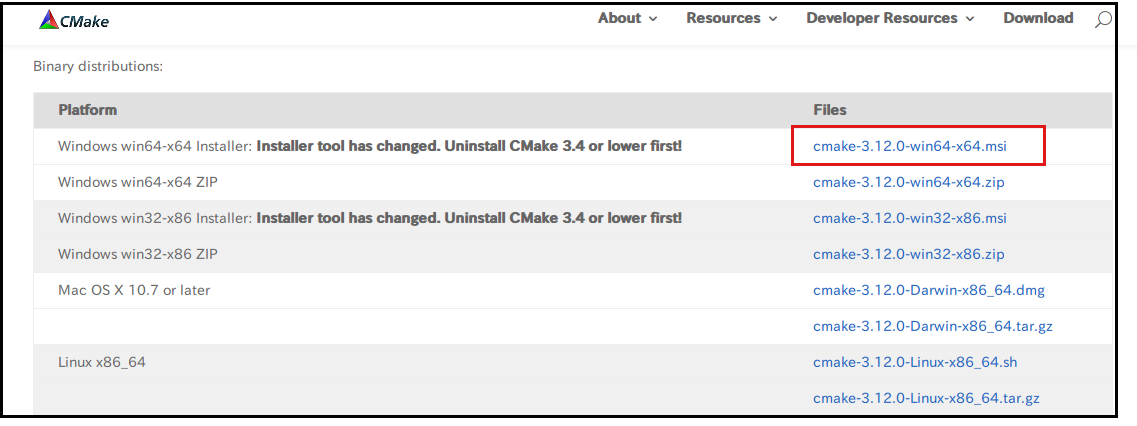 CMake About Resources Developer Resources Download
Binary distributions:
Platform Files
Windows win64-x64 Installer: Installer tool has changed. Uninstall CMake 3.4 or lower first! cmake-3.12.0-win64-x64.msi
Windows win64-x64 ZIP cmake-3.12.0-win64-x64.zip
Windows win32-x86 Installer: Installer tool has changed. Uninstall CMake 3.4 or lower first! cmake-3.12.0-win32-x86.msi
Windows win32-x86 ZIP cmake-3.12.0-win32-x86.zip
Mac OS X 10.7 or later cmake-3.12.0-Darwin-x86_64.dmg
cmake-3.12.0-Darwin-x86_64.tar.gz
Linux x86_64 cmake-3.12.0-Linux-x86_64.sh
cmake-3.12.0-Linux-x86_64.tar.gz